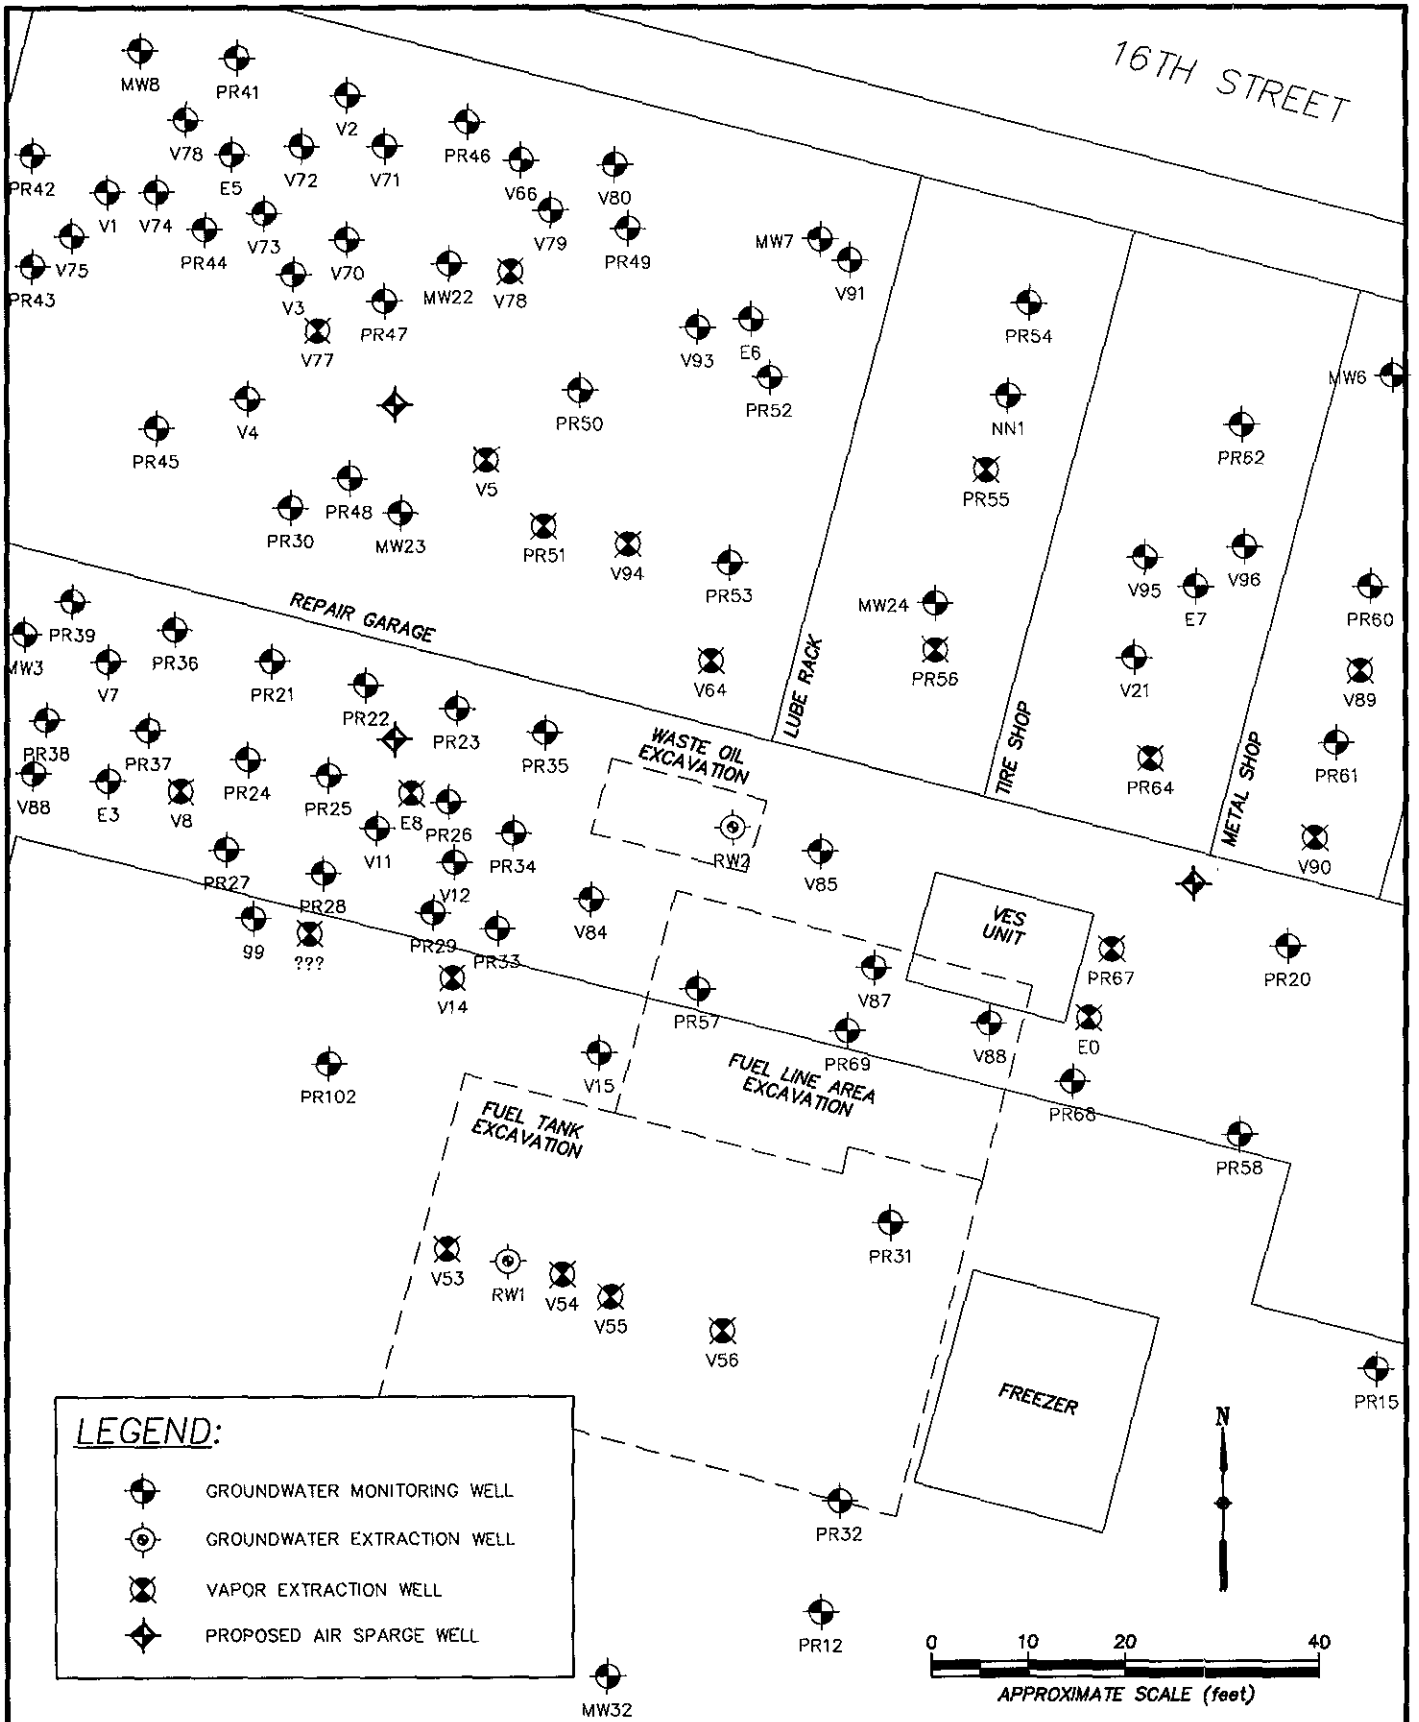 16TH STREET
MW8
PR41
V2
V78
PR46
PR42
E5
V72
V71
V66
V80
V1
V74
V73
V79
V75
PR44
V70
PR49
MW7
V91
PR43
V3
MW22
V78
PR47
V77
V93
E6
PR54
PR52
MW6
V4
PR50
NN1
PR45
PR62
V5
PR55
PR48
PR30
MW23
PR51
V94
PR53
V95
V96
E7
PR60
REPAIR GARAGE
MW24
PR39
MW3
PR36
V7
PR21
PR22
V64
LUBE RACK
PR56
V21
V89
PR38
PR37
PR23
PR35
WASTE OIL
EXCAVATION
TIRE SHOP
PR61
V88
E3
V8
PR24
PR25
E8
PR26
PR64
METAL SHOP
PR27
V11
PR34
RW2
V85
V90
PR28
V12
99
???
PR29
PR33
V84
VES
UNIT
PR67
PR20
V14
PR57
V87
V88
E0
PR102
V15
PR69
FUEL LINE AREA
EXCAVATION
PR68
FUEL TANK
EXCAVATION
PR58
PR31
V53
RW1
V54
V55
V56
FREEZER
PR15
N
LEGEND:
GROUNDWATER MONITORING WELL
GROUNDWATER EXTRACTION WELL
VAPOR EXTRACTION WELL
PROPOSED AIR SPARGE WELL
PR32
PR12
MW32
0 10 20 40
APPROXIMATE SCALE (feet)